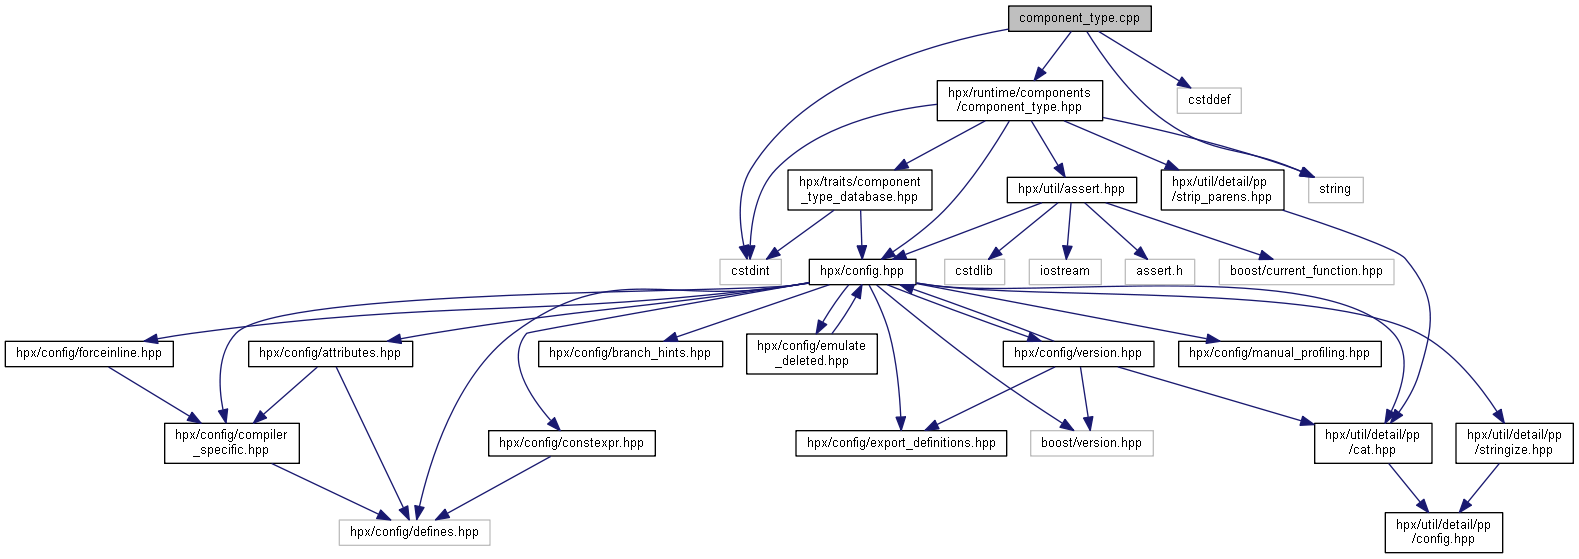 component_type.cpp
hpx/runtime/components
/component_type.hpp
cstddef
hpx/traits/component
_type_database.hpp
hpx/util/assert.hpp
hpx/util/detail/pp
/strip_parens.hpp
string
cstdint
hpx/config.hpp
cstdlib
iostream
assert.h
boost/current_function.hpp
hpx/config/forceinline.hpp
hpx/config/attributes.hpp
hpx/config/branch_hints.hpp
hpx/config/emulate
_deleted.hpp
hpx/config/version.hpp
hpx/config/manual_profiling.hpp
hpx/config/compiler
_specific.hpp
hpx/config/constexpr.hpp
hpx/config/export_definitions.hpp
boost/version.hpp
hpx/util/detail/pp
/cat.hpp
hpx/util/detail/pp
/stringize.hpp
hpx/config/defines.hpp
hpx/util/detail/pp
/config.hpp